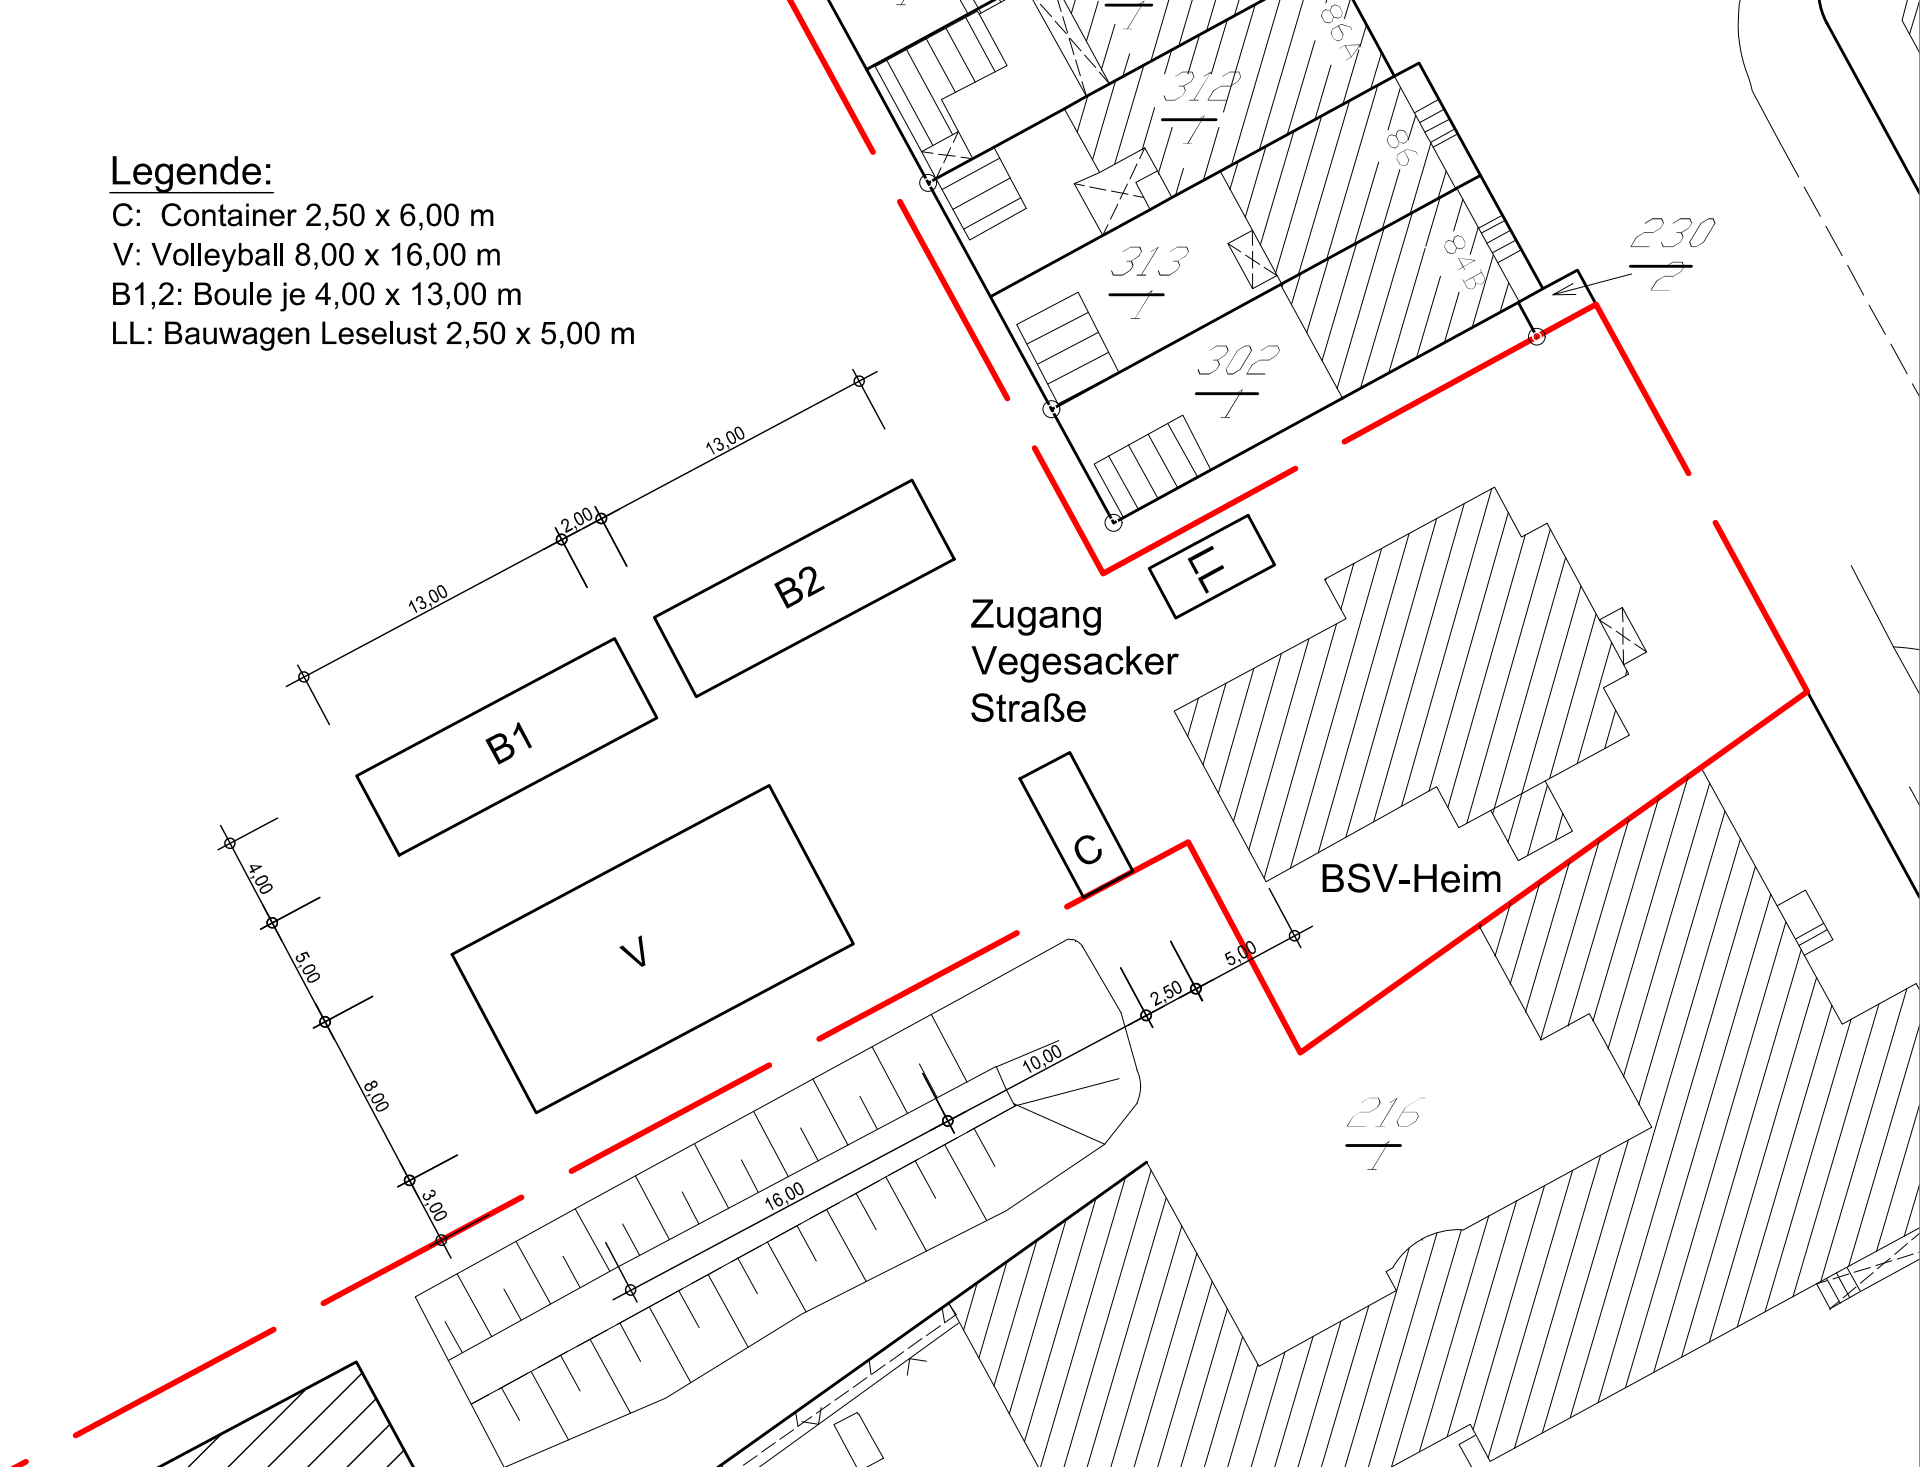 Legende:
C: Container 2,50 x 6,00 m
V: Volleyball 8,00 x 16,00 m
B1,2: Boule je 4,00 x 13,00 m
LL: Bauwagen Leselust 2,50 x 5,00 m
86A
312
1
86
313
1
84B
230
2
302
1
13,00
2,00
13,00
B2
LL
Zugang
Vegesacker
Straße
B1
C
BSV-Heim
V
4,00
5,00
8,00
3,00
5,00
2,50
10,00
16,00
216
1